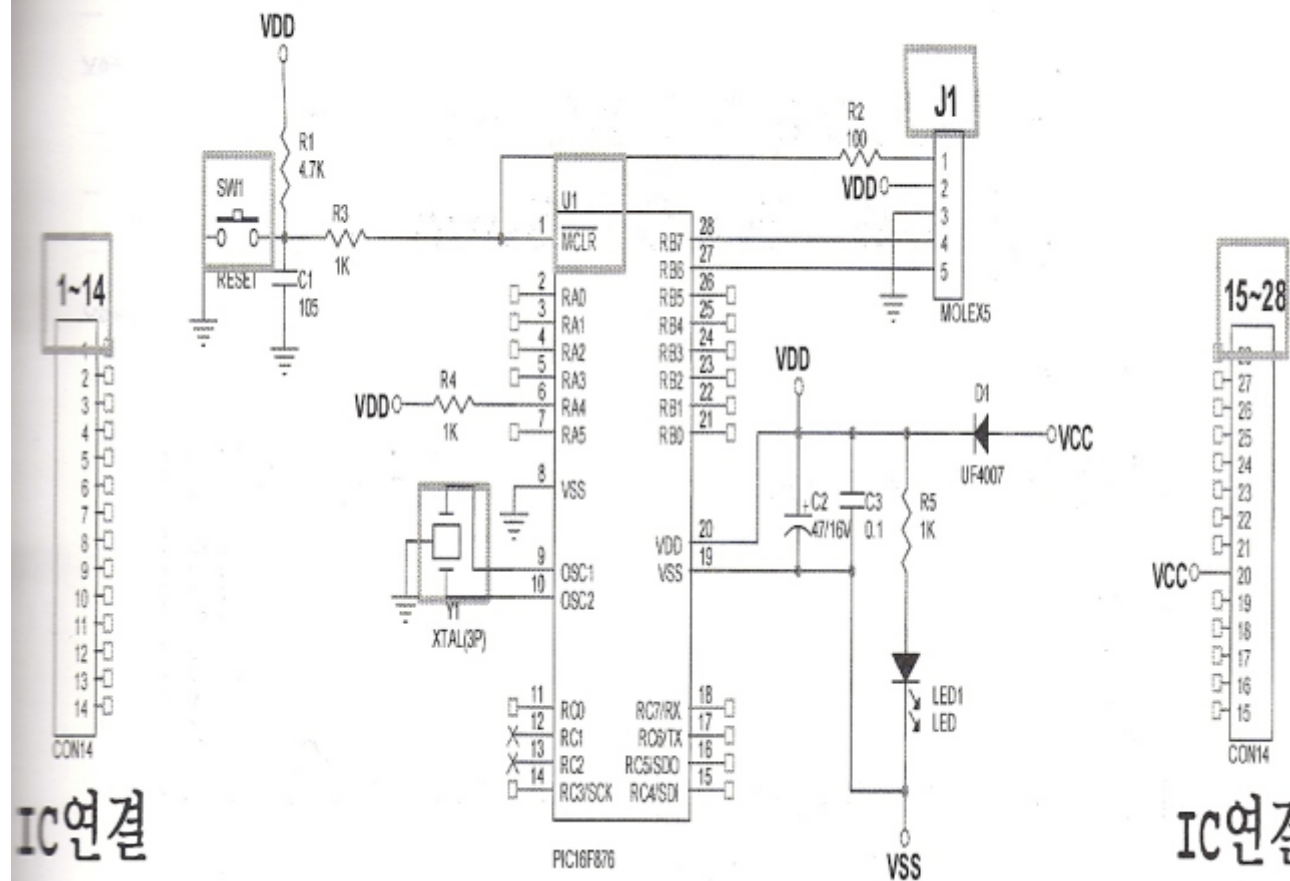 VDD
R1
4.7K
SW1
RESET
C1
105
R3
1K
R2
100
J1
1
2
3
4
5
VDD
MOLEX5
U1
1
MCLR
2
RA0
3
RA1
4
RA2
5
RA3
6
RA4
7
RA5
VDD
R4
1K
8
VSS
9
OSC1
10
OSC2
Y1
XTAL(3P)
11
RC0
12
RC1
13
RC2
14
RC3/SCK
28
RB7
27
RB6
26
RB5
25
RB4
24
RB3
23
RB2
22
RB1
21
RB0
20
VDD
19
VSS
18
RC7/RX
17
RC6/TX
16
RC5/SDO
15
RC4/SDI
PIC16F876
VDD
D1
UF4007
VCC
+
C2
47/16V
C3
0.1
R5
1K
LED1
LED
VSS
1~14
2
3
4
5
6
7
8
9
10
11
12
13
14
CON14
IC연결
15~28
27
26
25
24
23
22
21
20
VCC
19
18
17
16
15
CON14
IC연